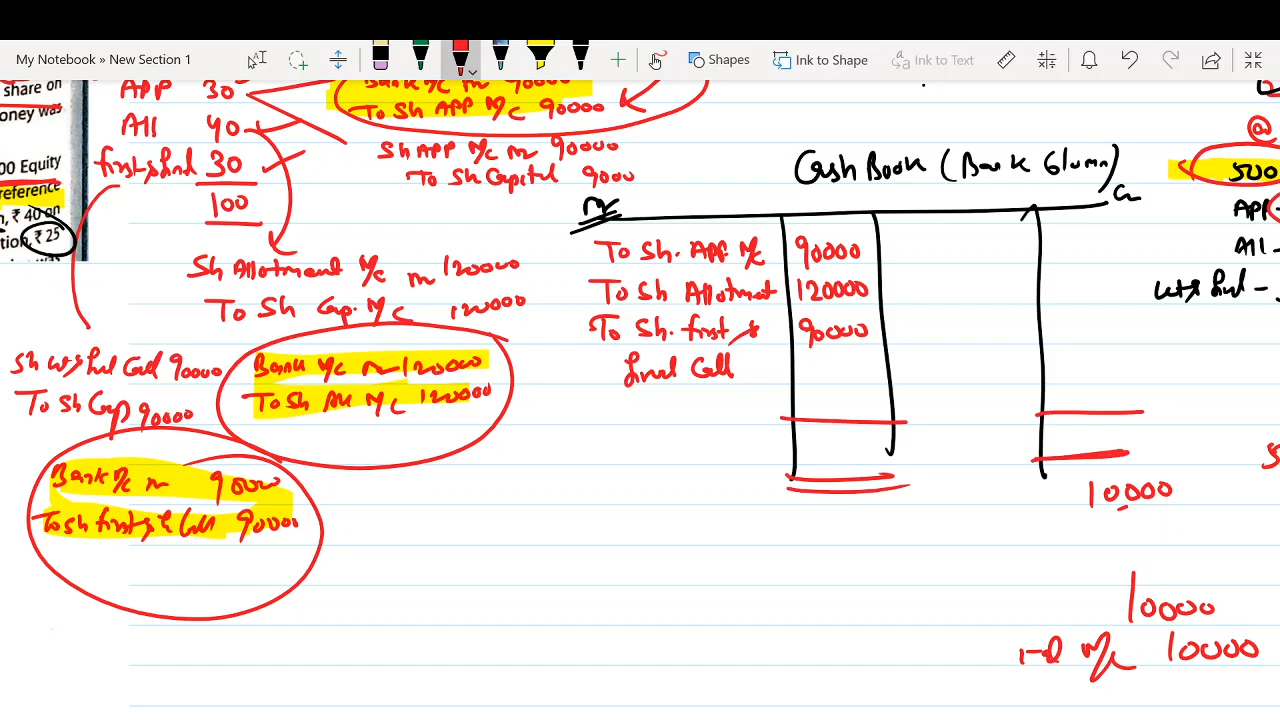 My Notebook » New Section 1
Shapes
Ink to Shape
Ink to Text
share on
oney was
00 Equity
reference
n, ₹ 40 on
tion, ₹ 25
APP 30
All 40
first & final 30
100
Bank A/c Dr 90000
To Sh APP A/c 90000
Sh APP A/c Dr 90000
To Sh Capital 9000
Sh Allotment A/c Dr 120000
To Sh Cap. A/c 120000
Sh 1st & final Call 90000
To Sh Cap 90000
Bank A/c Dr 120000
To Sh All A/c 120000
Bank A/c Dr 90000
To Sh first & f Call 90000
Cash Book (Bank Column)
Dr
Cr
To Sh. APP. A/c 90000
To Sh Allotment 120000
To Sh. first & 90000
final Call
10000
10000
A/c 10000
@
500
APP-
All -
1st & final -